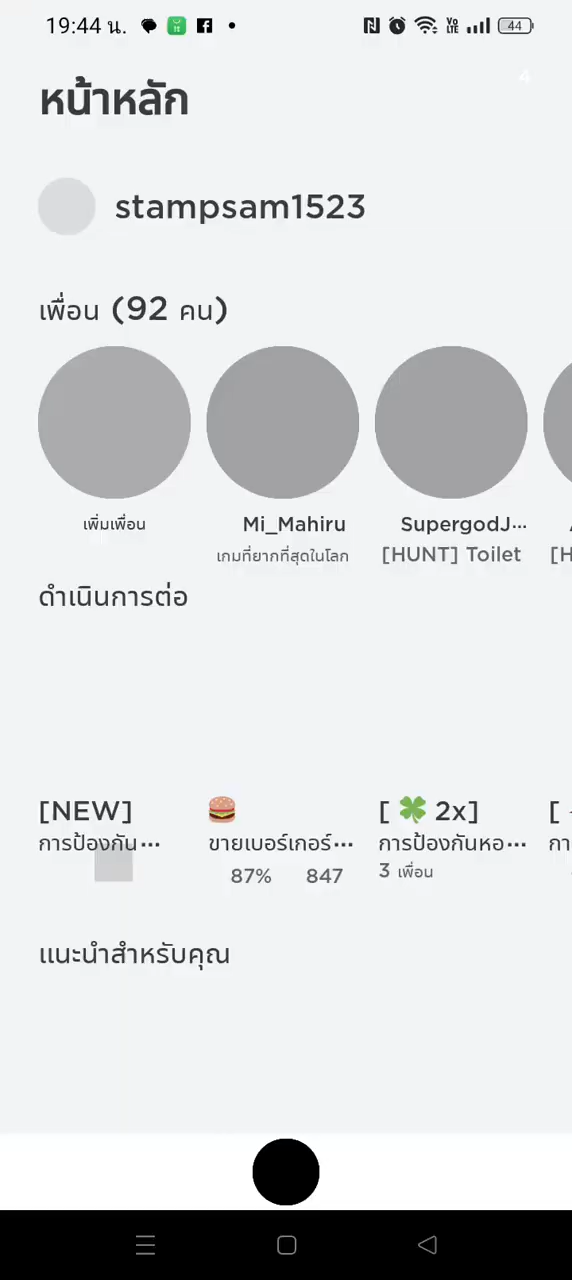 19:44 น.
44
4
หน้าหลัก
stampsam1523
เพื่อน (92 คน)
เพิ่มเพื่อน
Mi_Mahiru
เกมที่ยากที่สุดในโลก
SupergodJ...
[HUNT] Toilet
[H
ดำเนินการต่อ
[NEW]
การป้องกัน...
🍔
ขายเบอร์เกอร์...
87% 847
[ 🍀 2x]
การป้องกันหอ...
3 เพื่อน
[
กา
แนะนำสำหรับคุณ